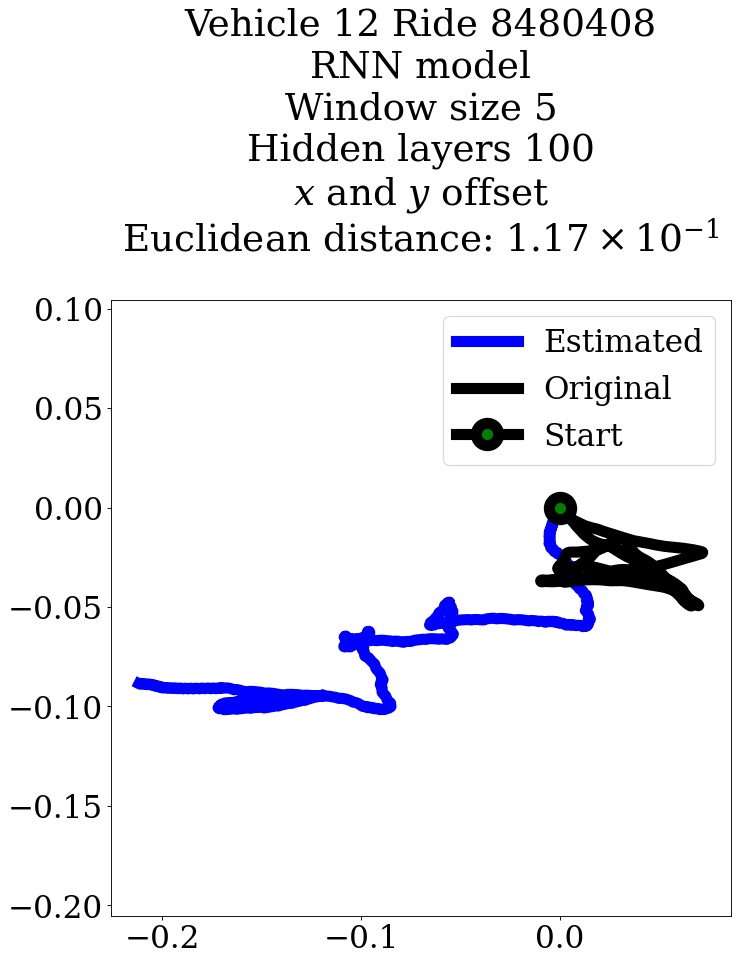 Vehicle 12 Ride 8480408
RNN model
Window size 5
Hidden layers 100
x and y offset
Euclidean distance: 1.17 × 10⁻¹
Estimated
Original
Start
0.10
0.05
0.00
−0.05
−0.10
−0.15
−0.20
−0.2 −0.1 0.0